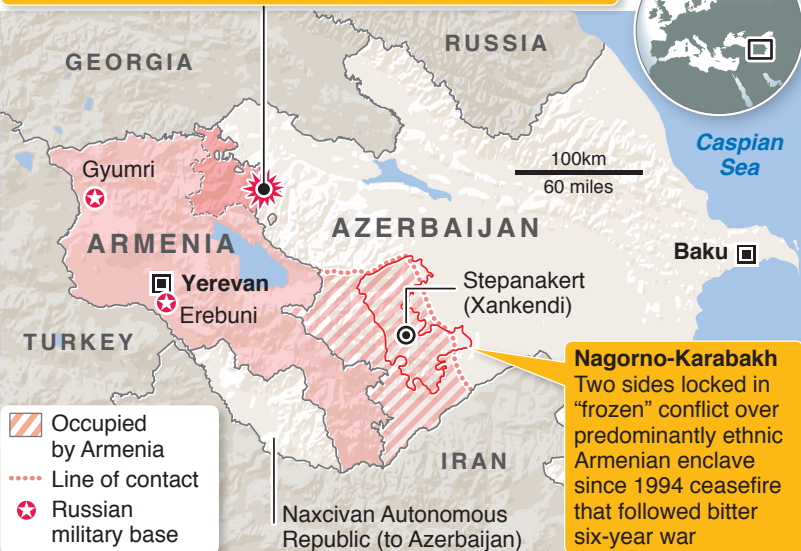 GEORGIA
RUSSIA
Caspian
Sea
100km
60 miles
Gyumri
ARMENIA
AZERBAIJAN
Baku
Yerevan
Erebuni
Stepanakert
(Xankendi)
TURKEY
Nagorno-Karabakh
Two sides locked in
“frozen” conflict over
predominantly ethnic
Armenian enclave
since 1994 ceasefire
that followed bitter
six-year war
Occupied
by Armenia
Line of contact
Russian
military base
IRAN
Naxcivan Autonomous
Republic (to Azerbaijan)